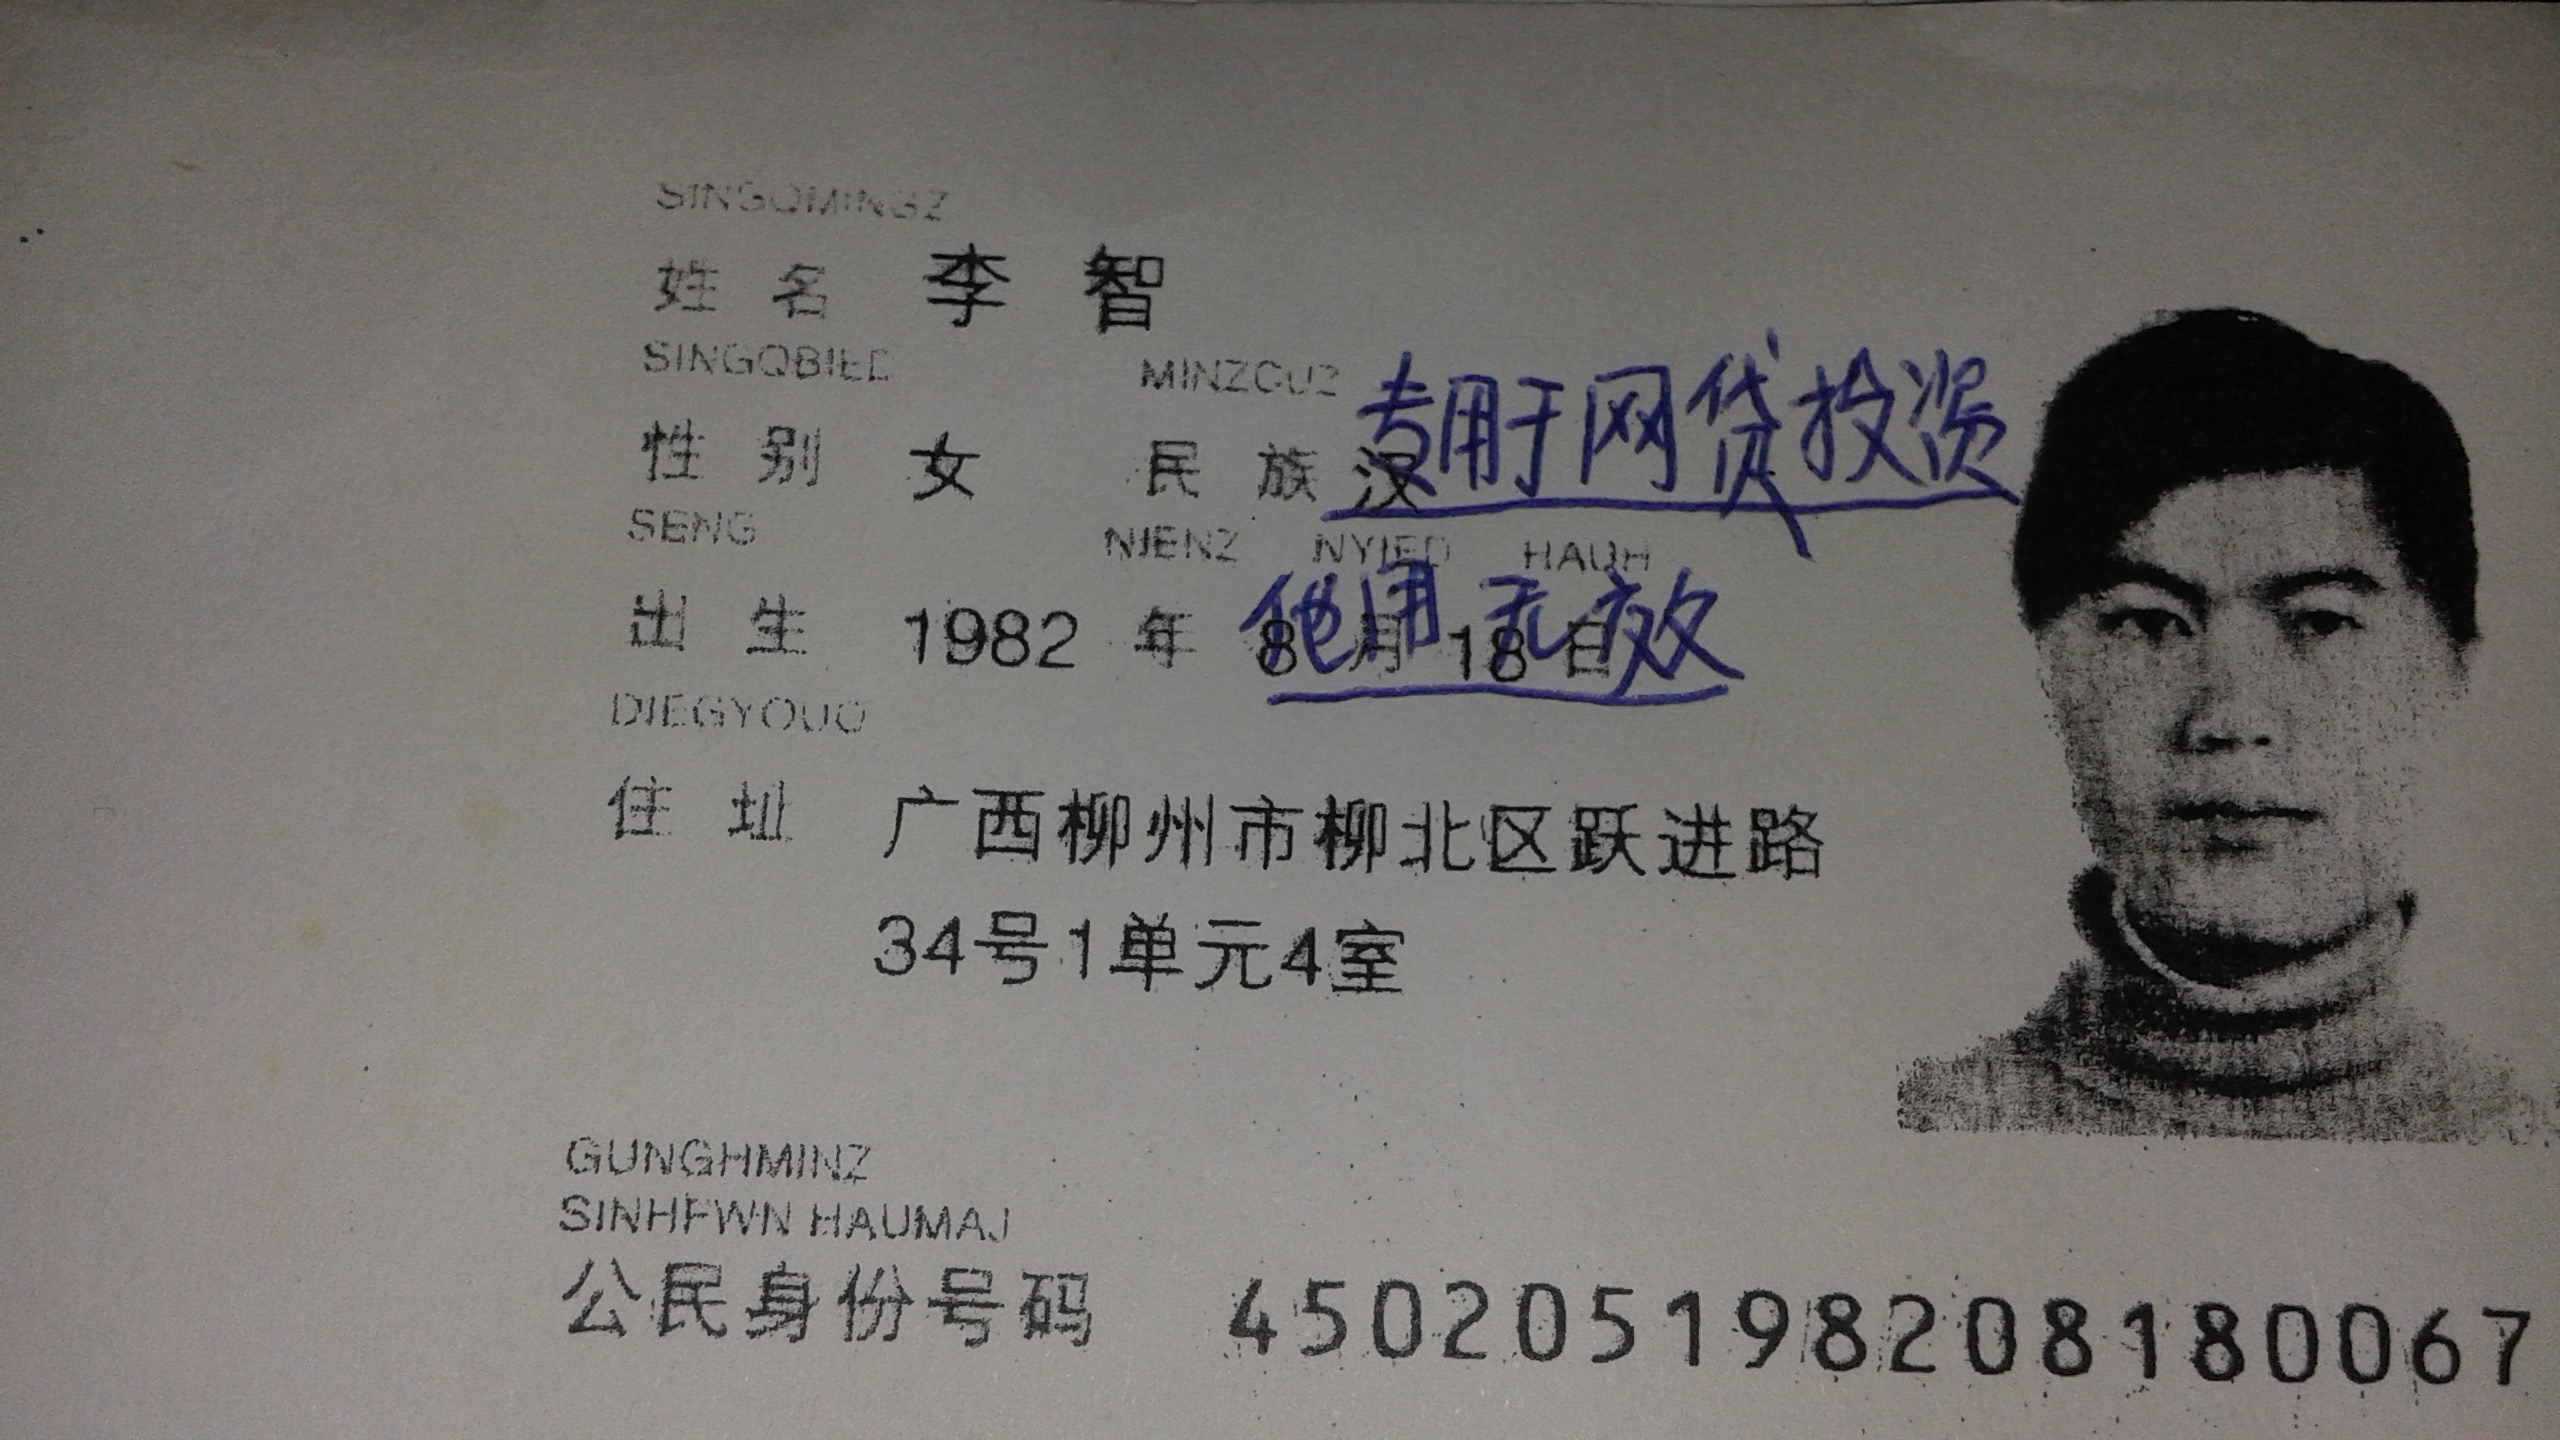 SINGQMINGZ
姓名 李智
SINGQBIED MINZCUZ
性别 女 民族 汉
专用于网贷投资
SENG NJENZ NYIED HAUH
出生 1982 年 8 月 18 日
他用无效
DIEGYOUQ
住址 广西柳州市柳北区跃进路
34号1单元4室
GUNGHMINZ
SINHFWN HAUMAJ
公民身份号码 450205198208180067